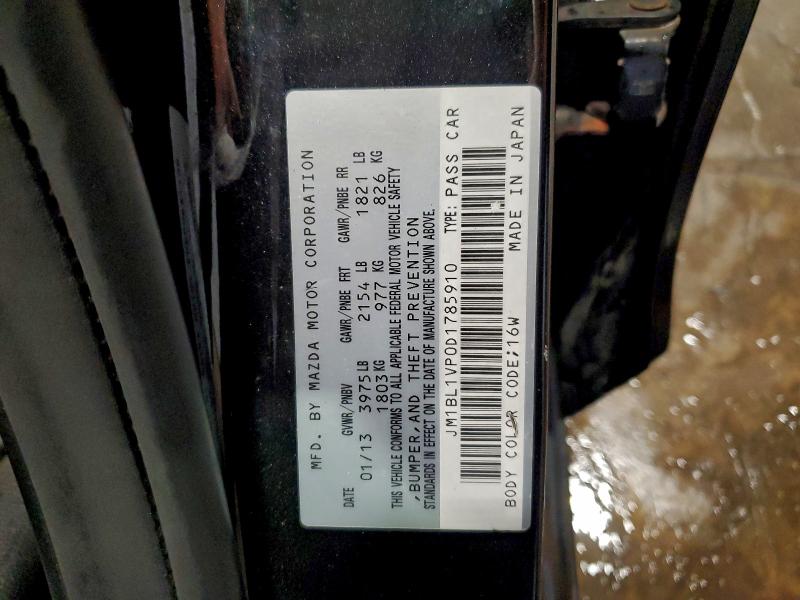 MFD. BY MAZDA MOTOR CORPORATION
DATE GVWR/PNBV GAWR/PNBE FRT GAWR/PNBE RR
01/13 3975LB 2154 LB 1821 LB
1803KG 977 KG 826 KG
THIS VEHICLE CONFORMS TO ALL APPLICABLE FEDERAL MOTOR VEHICLE SAFETY
,BUMPER,AND THEFT PREVENTION
STANDARDS IN EFFECT ON THE DATE OF MANUFACTURE SHOWN ABOVE.
JM1BL1VP0D1785910 TYPE: PASS CAR
BODY COLOR CODE;16W MADE IN JAPAN